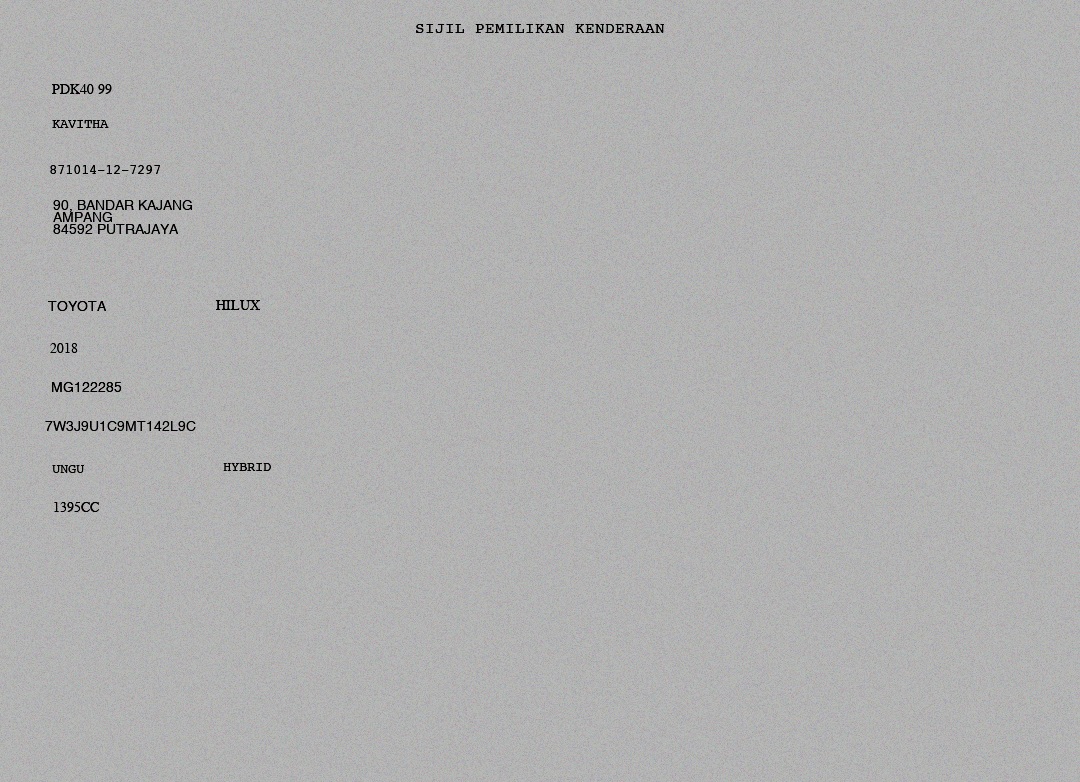 SIJIL PEMILIKAN KENDERAAN
PDK40 99
KAVITHA
871014-12-7297
90, BANDAR KAJANG
AMPANG
84592 PUTRAJAYA
TOYOTA HILUX
2018
MG122285
7W3J9U1C9MT142L9C
UNGU HYBRID
1395CC